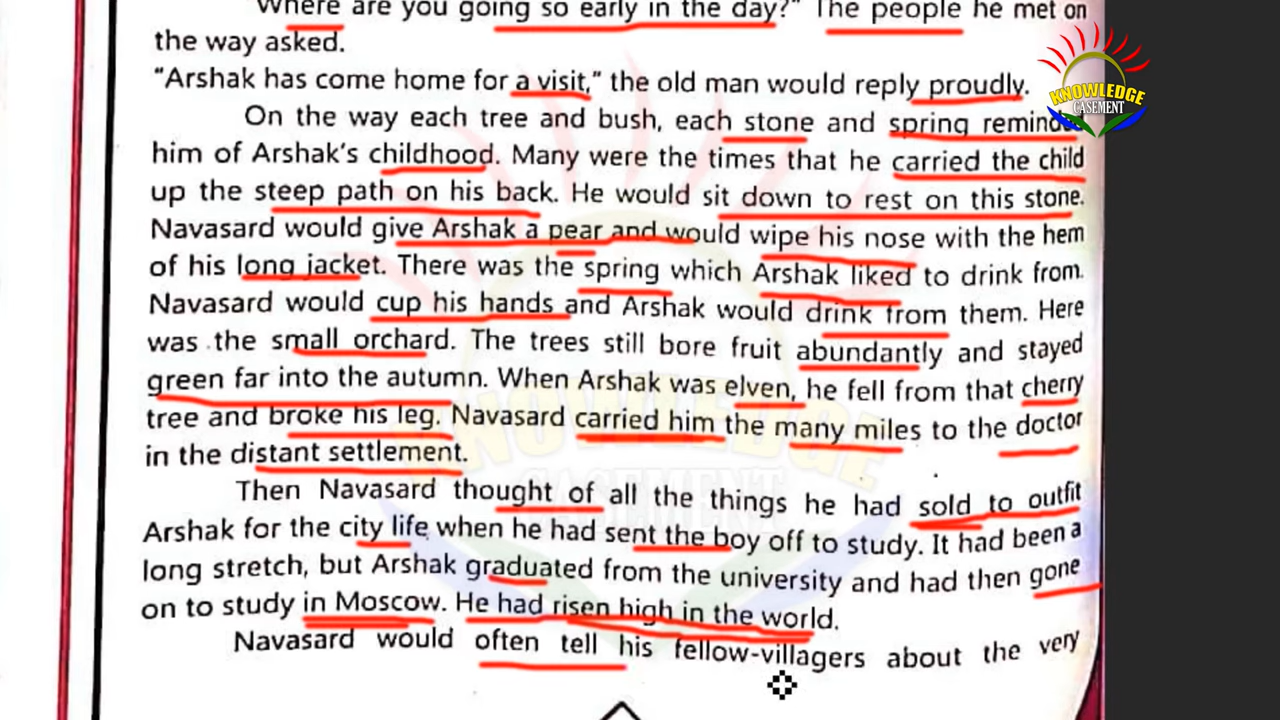 "Where are you going so early in the day?" The people he met on
the way asked.
"Arshak has come home for a visit," the old man would reply proudly.
KNOWLEDGE
CASEMENT
On the way each tree and bush, each stone and spring reminded
him of Arshak's childhood. Many were the times that he carried the child
up the steep path on his back. He would sit down to rest on this stone.
Navasard would give Arshak a pear and would wipe his nose with the hem
of his long jacket. There was the spring which Arshak liked to drink from.
Navasard would cup his hands and Arshak would drink from them. Here
was the small orchard. The trees still bore fruit abundantly and stayed
green far into the autumn. When Arshak was elven, he fell from that cherry
tree and broke his leg. Navasard carried him the many miles to the doctor
in the distant settlement.
KNOWLEDGE
CASEMENT
Then Navasard thought of all the things he had sold to outfit
Arshak for the city life when he had sent the boy off to study. It had been a
long stretch, but Arshak graduated from the university and had then gone
on to study in Moscow. He had risen high in the world.
Navasard would often tell his fellow-villagers about the very